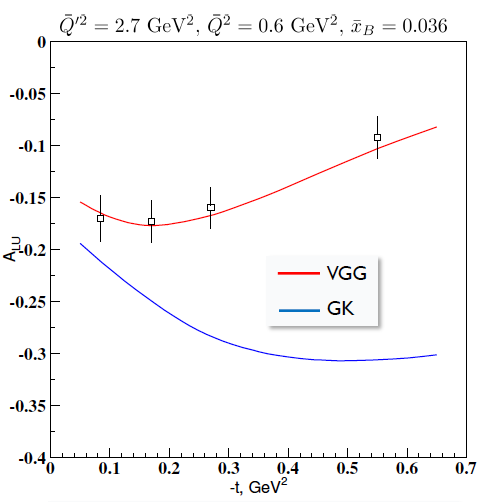 Q̄′² = 2.7 GeV², Q̄² = 0.6 GeV², x̄_B = 0.036
0
-0.05
-0.1
-0.15
-0.2
-0.25
-0.3
-0.35
-0.4
A_LU
VGG
GK
0 0.1 0.2 0.3 0.4 0.5 0.6 0.7
-t, GeV²